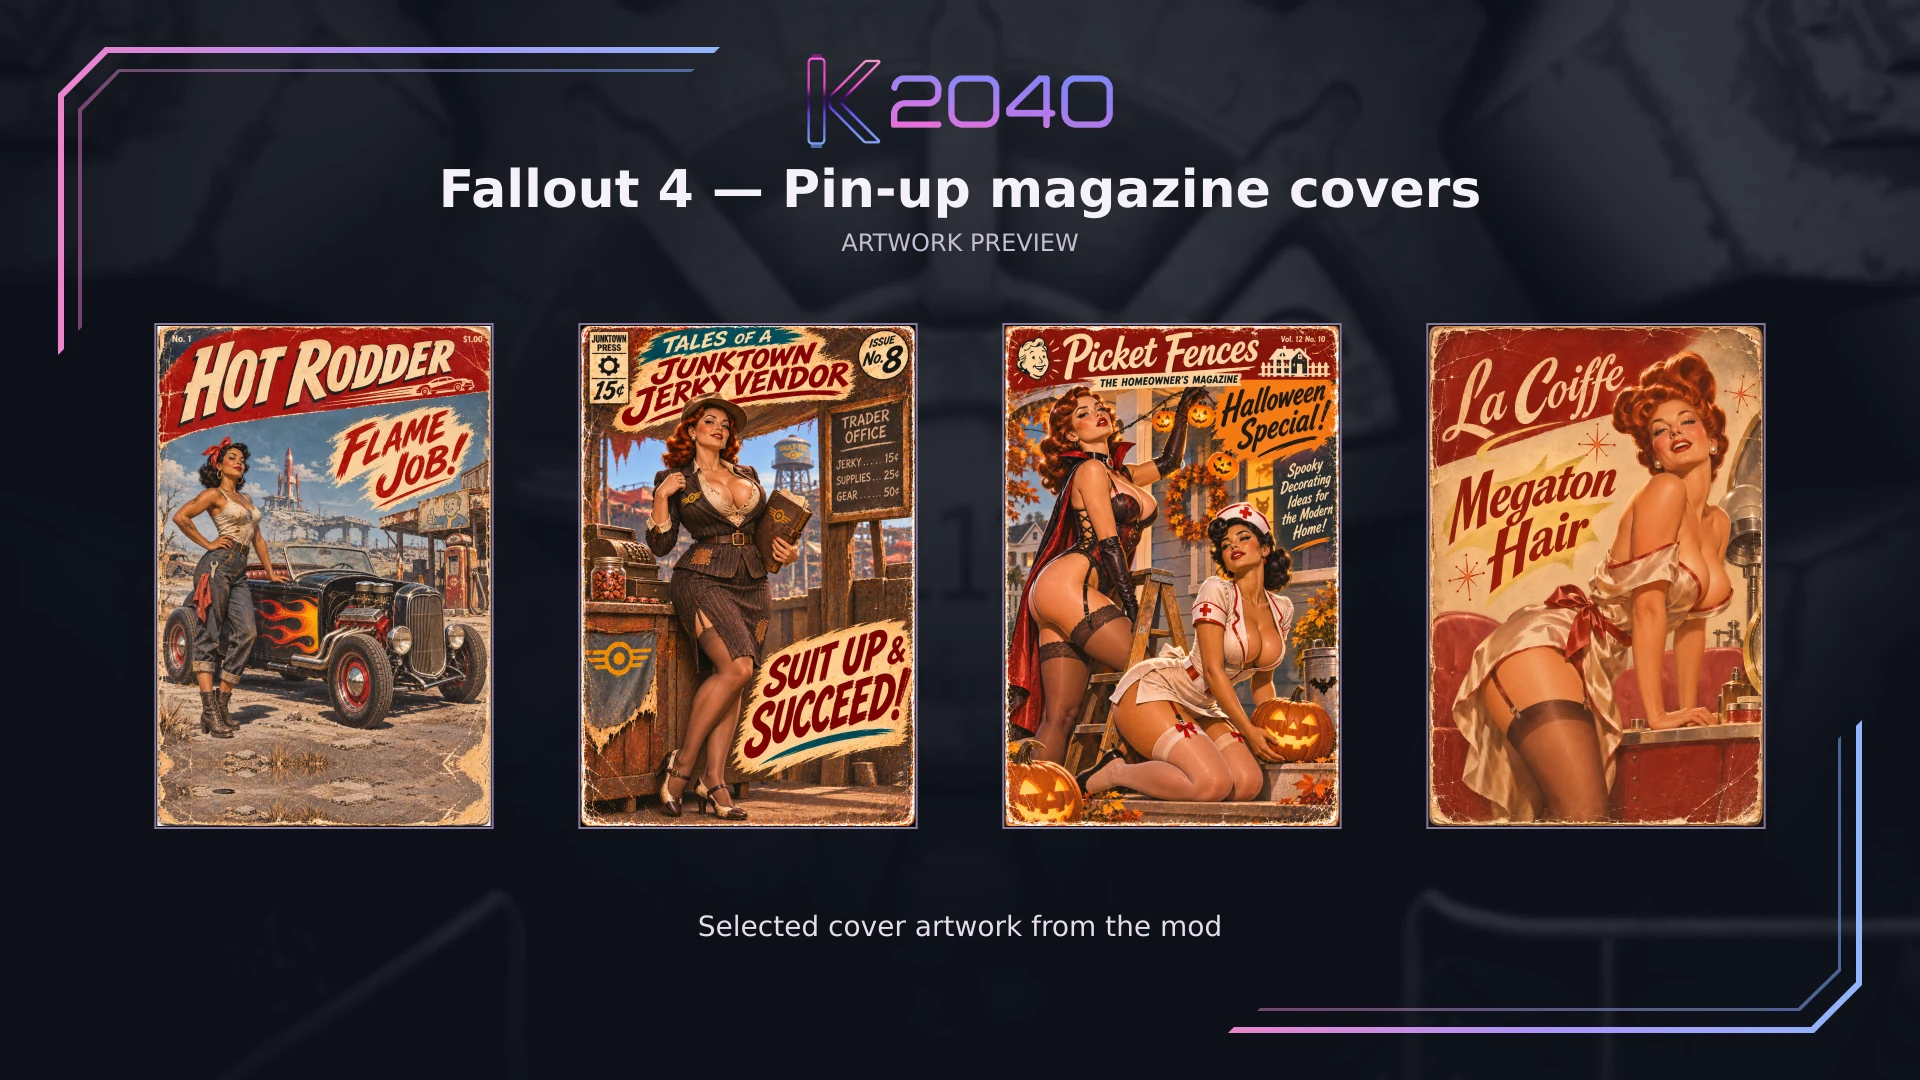 K2040
Fallout 4 — Pin-up magazine covers
ARTWORK PREVIEW
No. 1
$1.00
HOT RODDER
FLAME
JOB!
JUNKTOWN
PRESS
15¢
TALES OF A
JUNKTOWN
JERKY VENDOR
ISSUE
No. 8
TRADER
OFFICE
JERKY..... 15¢
SUPPLIES... 25¢
GEAR ...... 50¢
SUIT UP &
SUCCEED!
Picket Fences
Vol. 12 No. 10
THE HOMEOWNER'S MAGAZINE
Halloween
Special!
Spooky
Decorating
Ideas for
the Modern
Home!
La Coiffe
Megaton
Hair
Selected cover artwork from the mod